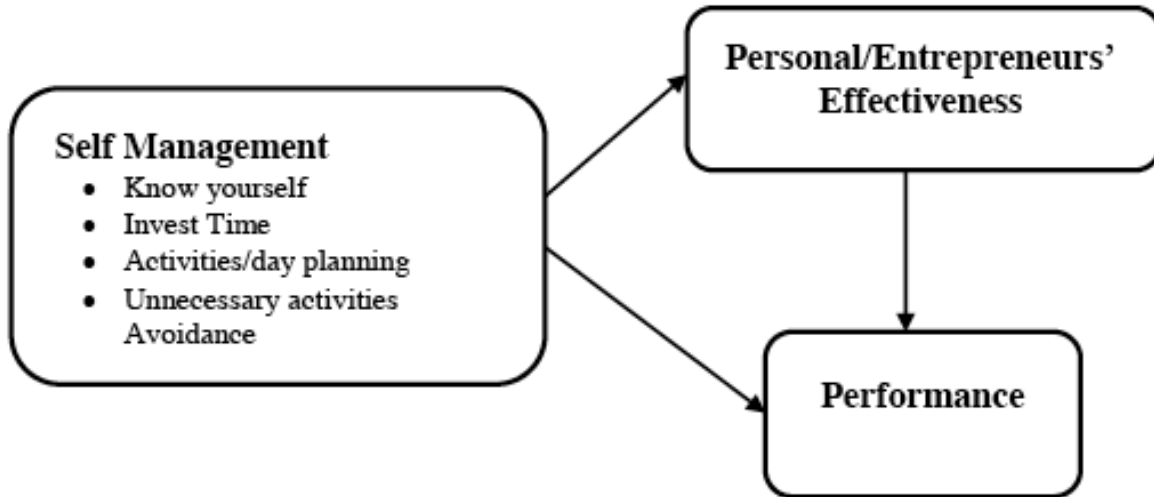 Personal/Entrepreneurs’
Effectiveness
Self Management
• Know yourself
• Invest Time
• Activities/day planning
• Unnecessary activities
Avoidance
Performance